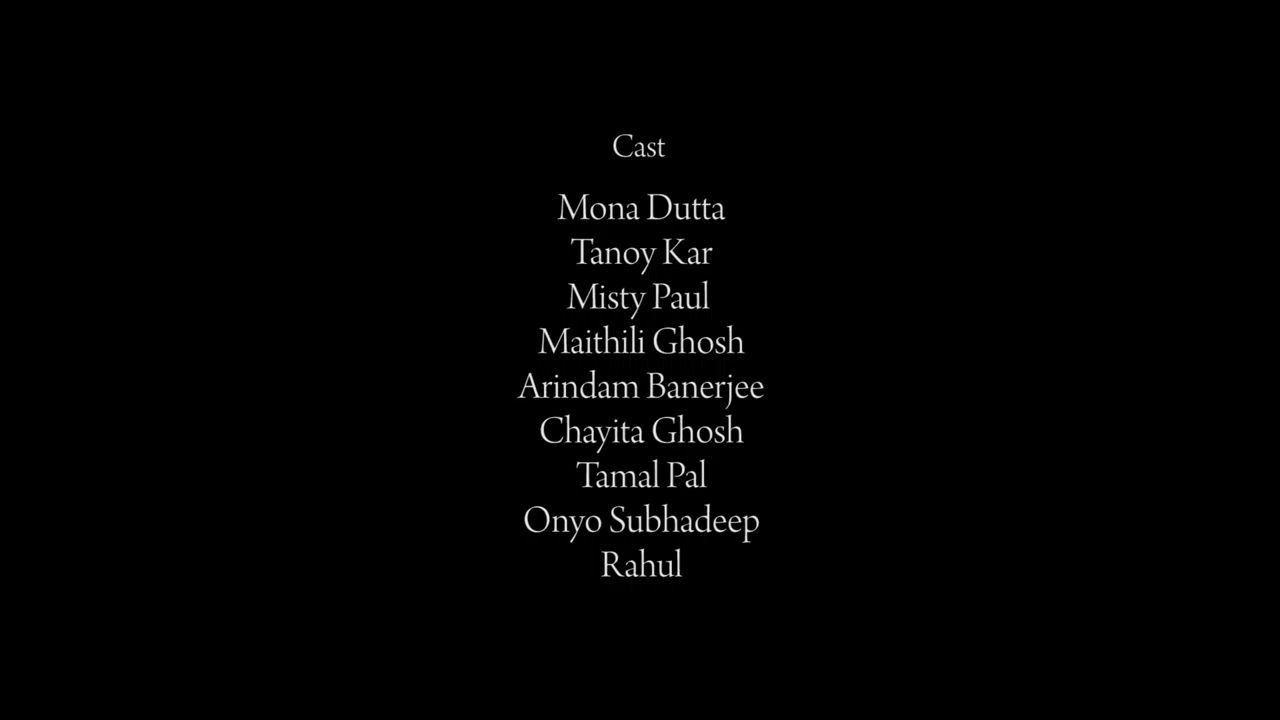 Cast
Mona Dutta
Tanoy Kar
Misty Paul
Maithili Ghosh
Arindam Banerjee
Chayita Ghosh
Tamal Pal
Onyo Subhadeep
Rahul